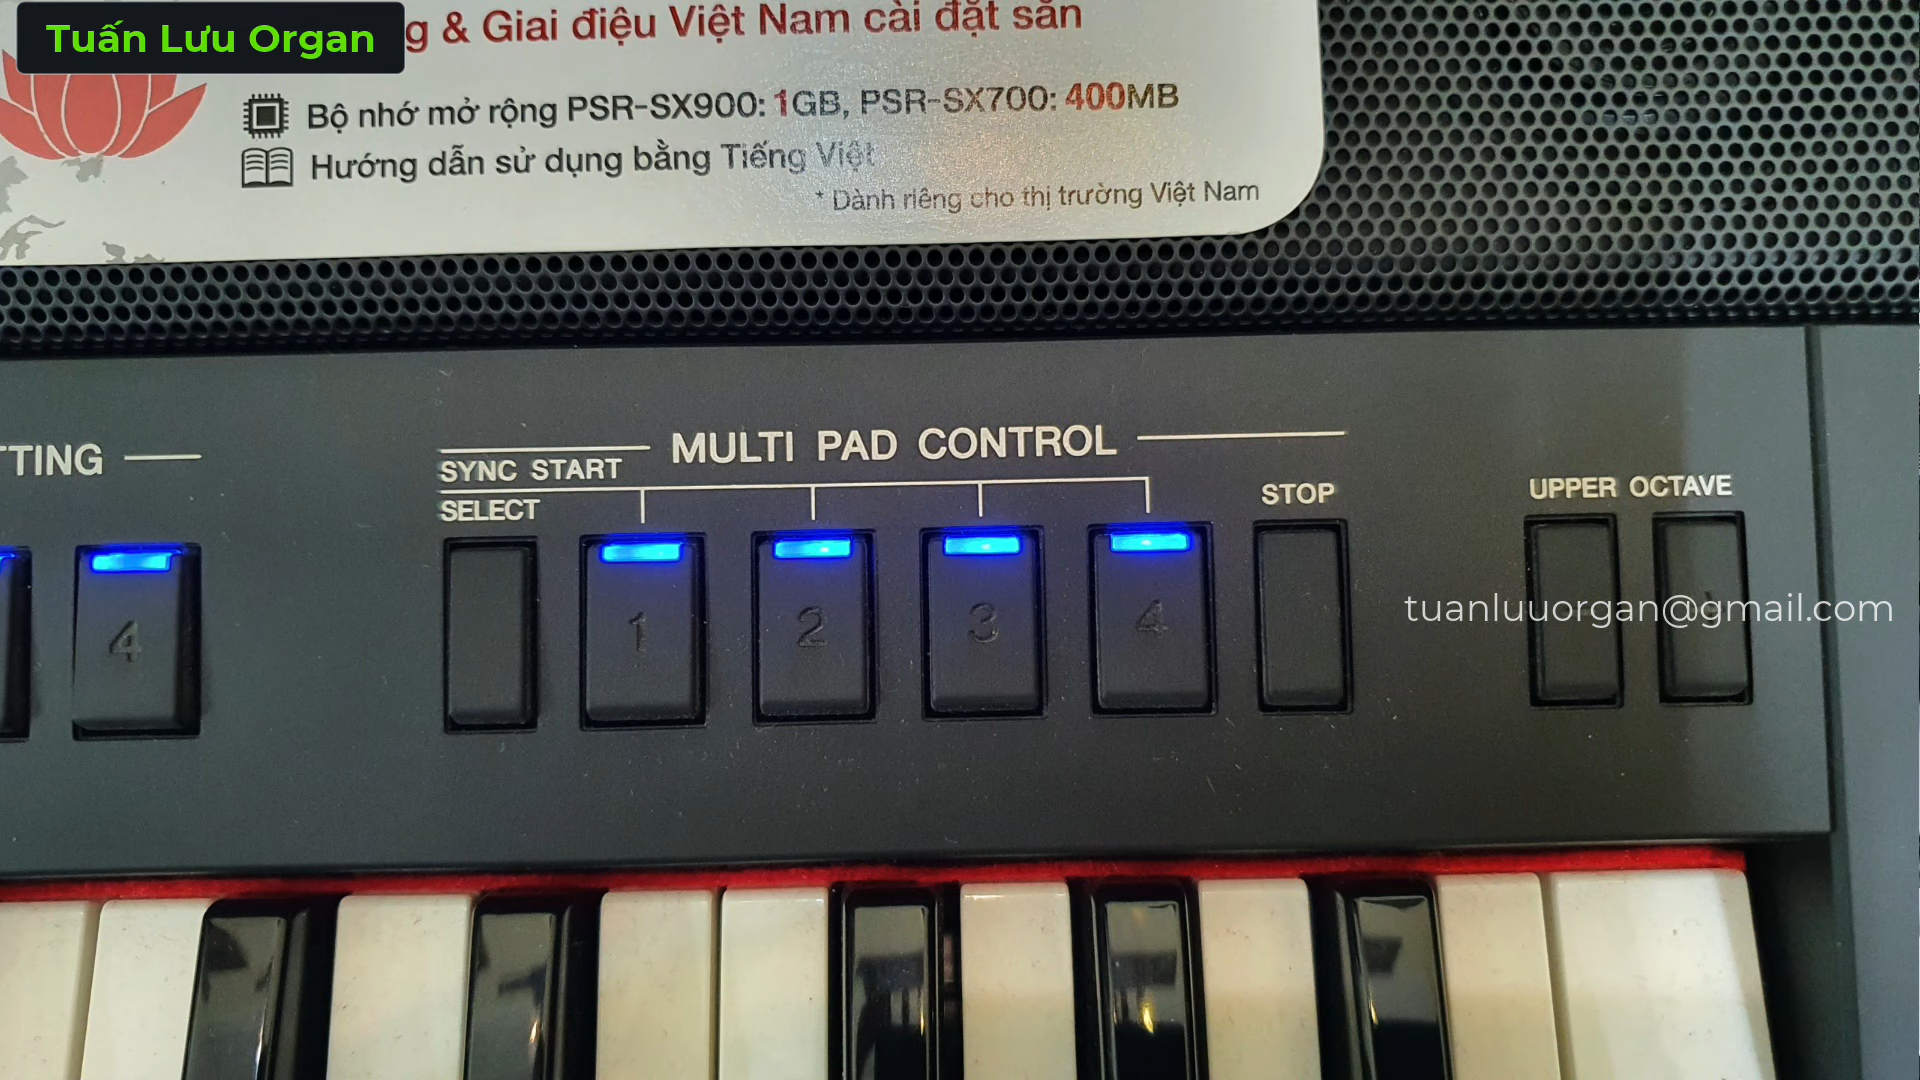 Tuấn Lưu Organ
g & Giai điệu Việt Nam cài đặt sẵn
Bộ nhớ mở rộng PSR-SX900: 1GB, PSR-SX700: 400MB
Hướng dẫn sử dụng bằng Tiếng Việt
* Dành riêng cho thị trường Việt Nam
TTING
MULTI PAD CONTROL
SYNC START
SELECT
STOP
UPPER OCTAVE
4
1
2
3
4
tuanluuorgan@gmail.com